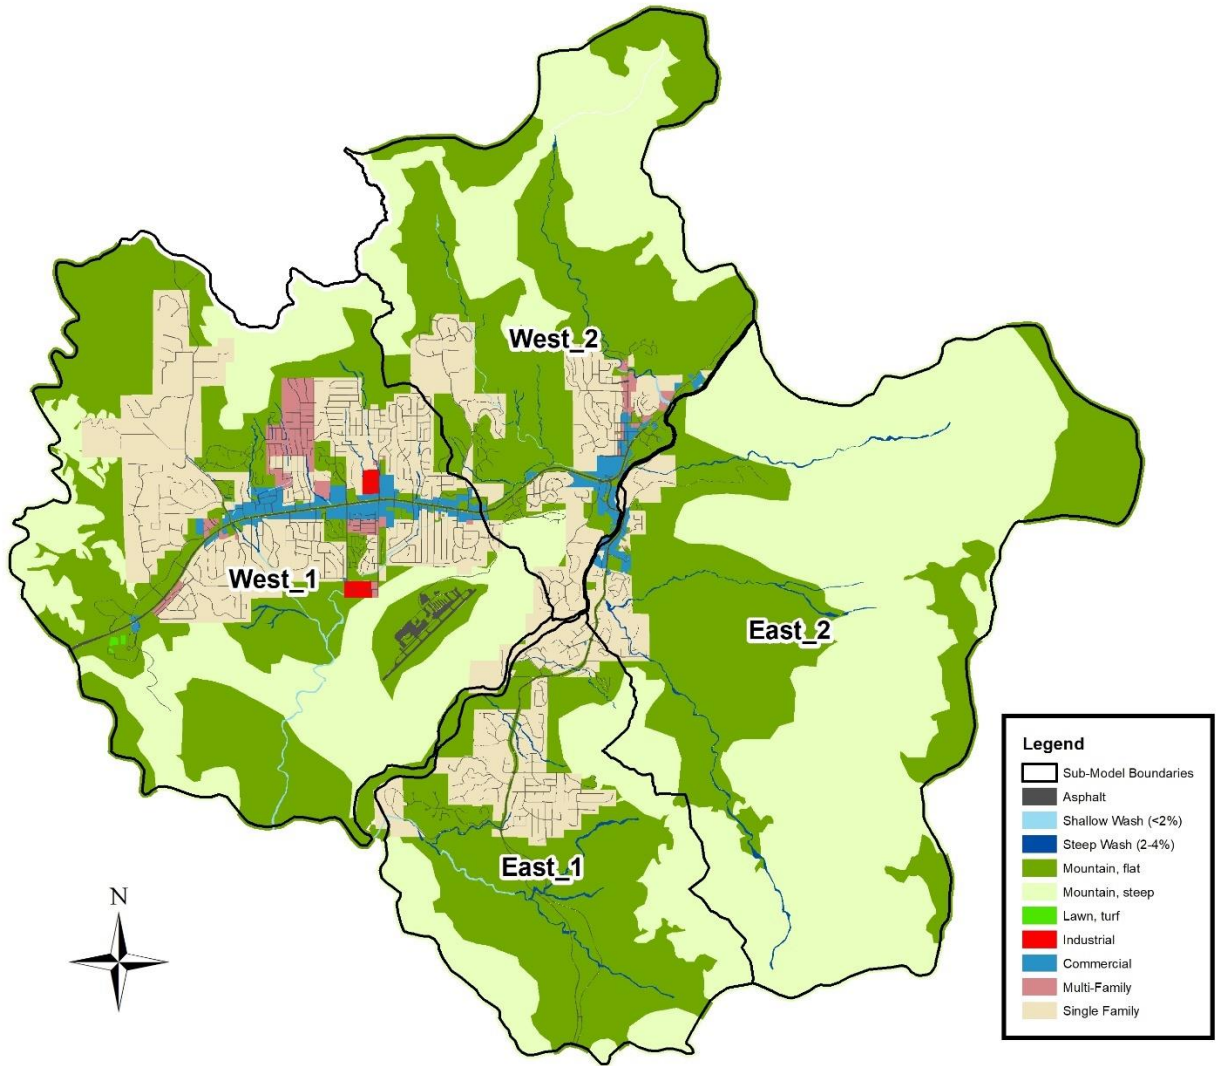 West_2
West_1
East_2
East_1
N
Legend
Sub-Model Boundaries
Asphalt
Shallow Wash (<2%)
Steep Wash (2-4%)
Mountain, flat
Mountain, steep
Lawn, turf
Industrial
Commercial
Multi-Family
Single Family